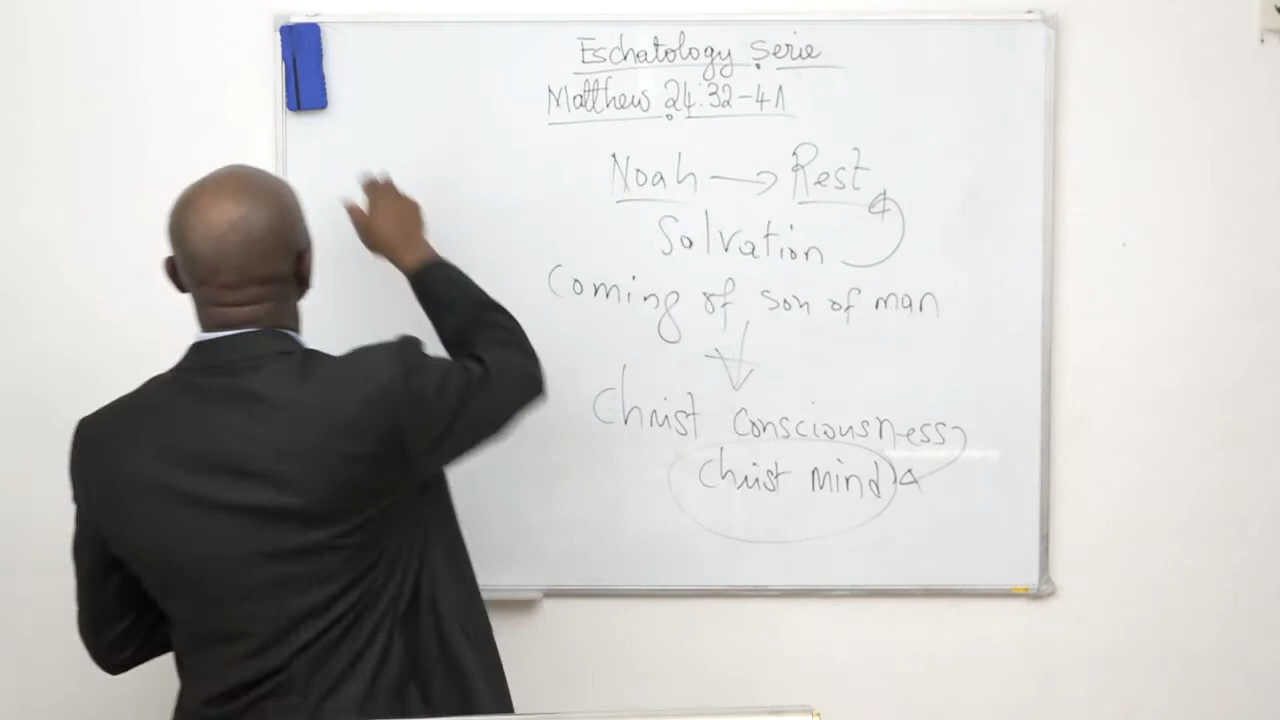 Eschatology Serie
Matthew 24:32-41
Noah → Rest
Salvation
Coming of son of man
Christ consciousness
Christ mind